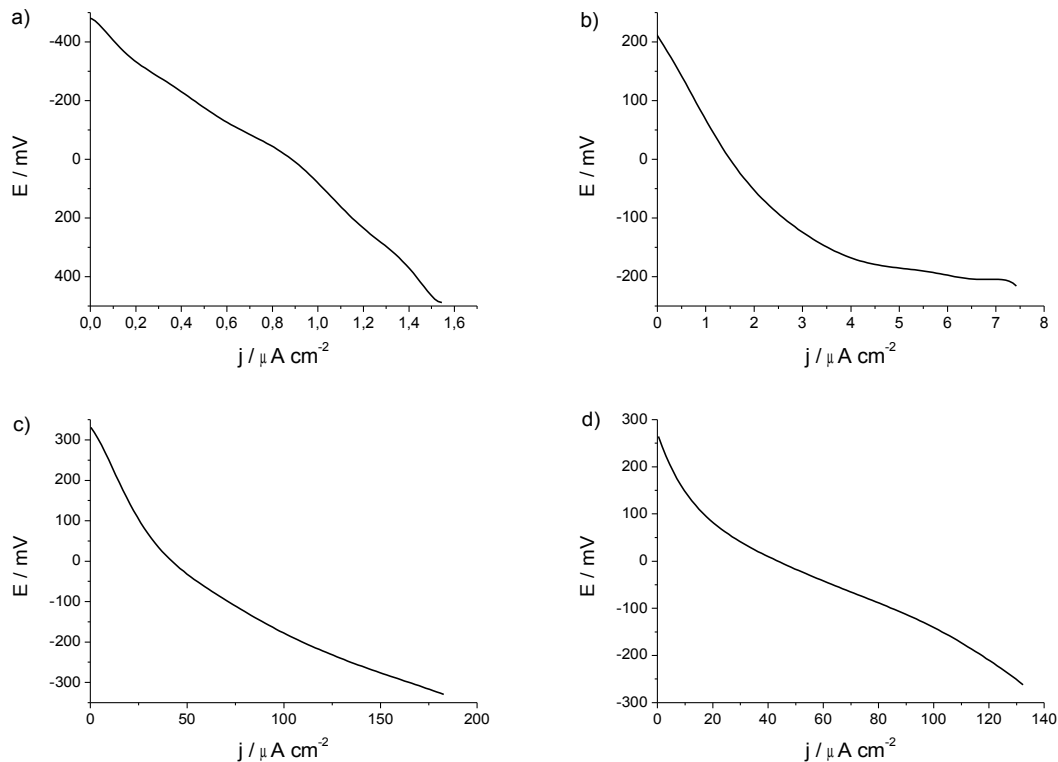 a)
-400
-200
0
200
400
E / mV
0,0 0,2 0,4 0,6 0,8 1,0 1,2 1,4 1,6
j / μ A cm-2
b)
200
100
0
-100
-200
E / mV
0 1 2 3 4 5 6 7 8
j / μ A cm-2
c)
300
200
100
0
-100
-200
-300
E / mV
0 50 100 150 200
j / μ A cm-2
d)
300
200
100
0
-100
-200
-300
E / mV
0 20 40 60 80 100 120 140
j / μ A cm-2